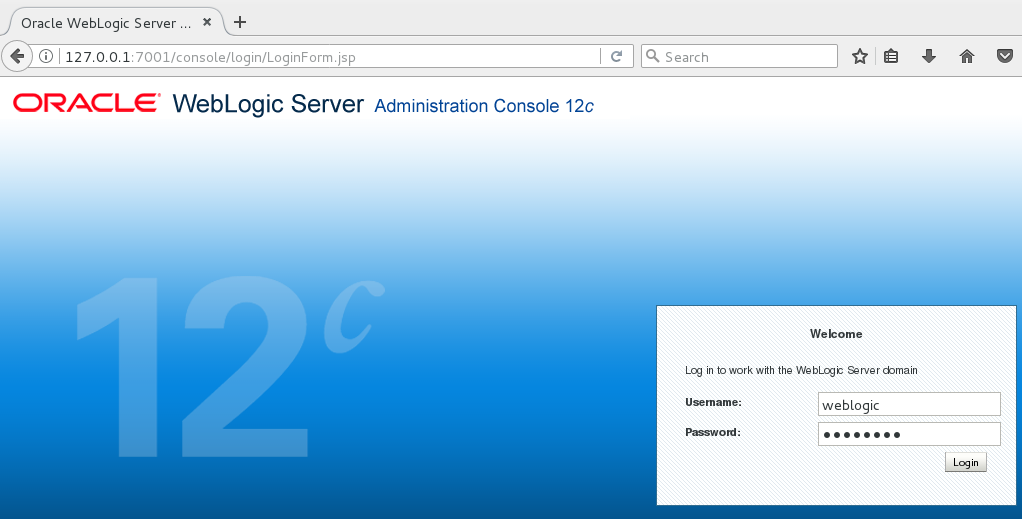 Oracle WebLogic Server ...
127.0.0.1:7001/console/login/LoginForm.jsp
Search
ORACLE® WebLogic Server Administration Console 12c
12c
Welcome
Log in to work with the WebLogic Server domain
Username: weblogic
Password: ••••••••
Login